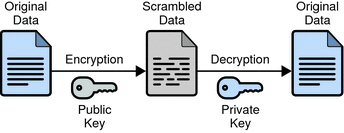 Original
Data
Encryption
Public
Key
Scrambled
Data
Decryption
Private
Key
Original
Data